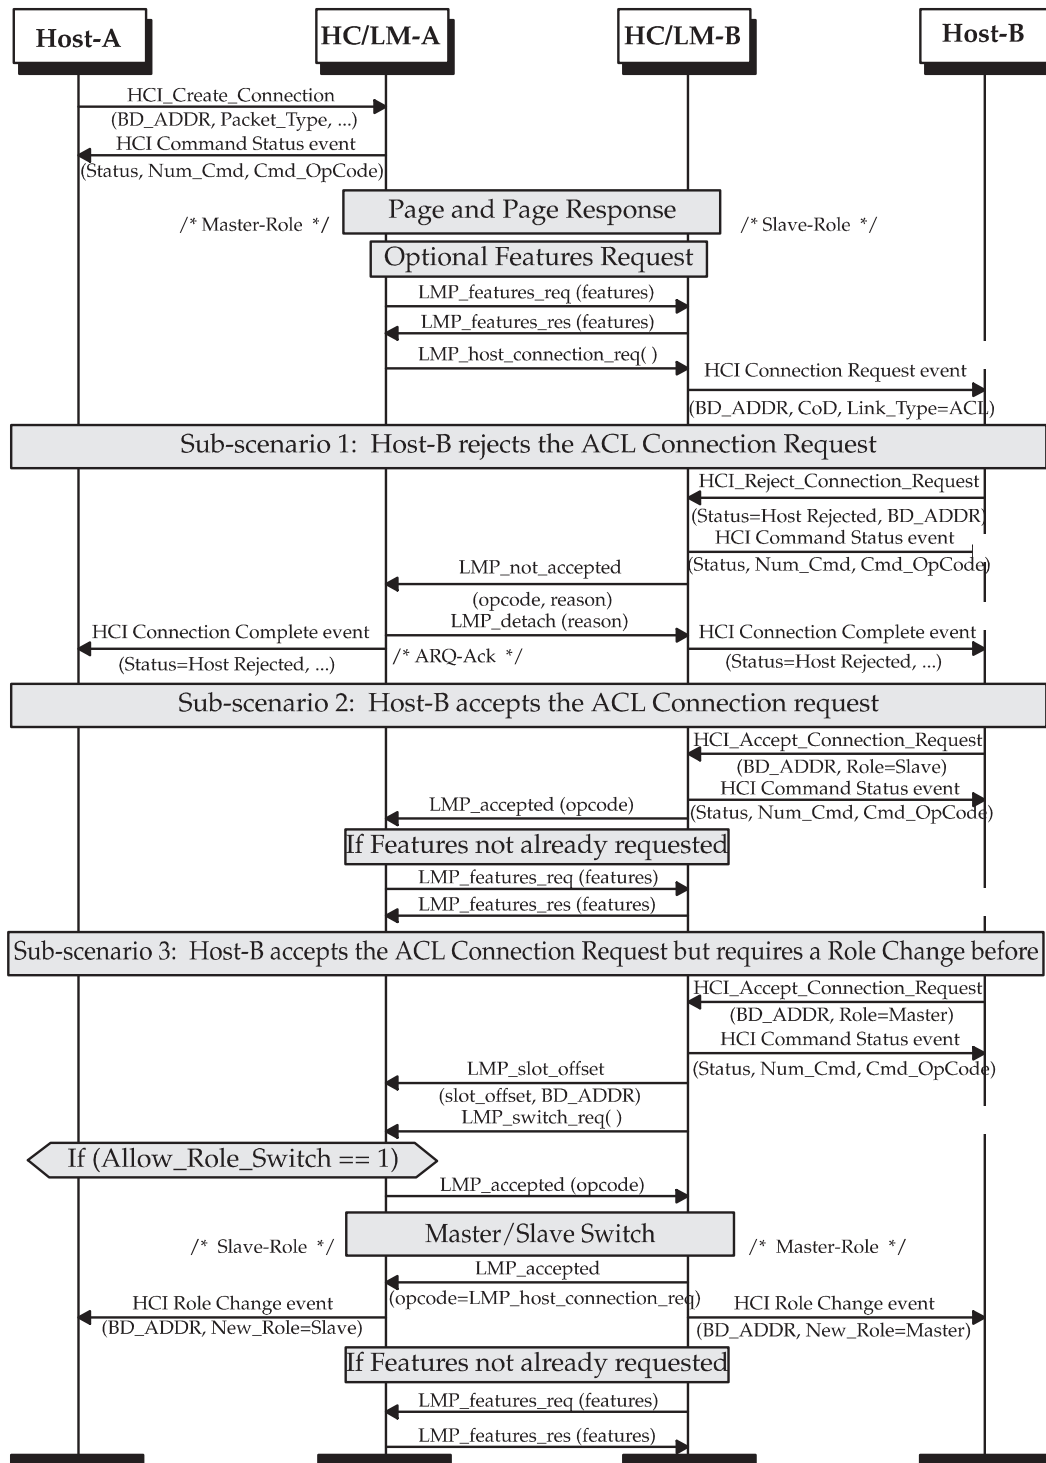 Host-A
HC/LM-A
HC/LM-B
Host-B
HCI_Create_Connection
(BD_ADDR, Packet_Type, ...)
HCI Command Status event
(Status, Num_Cmd, Cmd_OpCode)
Page and Page Response
/* Master-Role */
/* Slave-Role */
Optional Features Request
LMP_features_req (features)
LMP_features_res (features)
LMP_host_connection_req( )
HCI Connection Request event
(BD_ADDR, CoD, Link_Type=ACL)
Sub-scenario 1: Host-B rejects the ACL Connection Request
HCI_Reject_Connection_Request
(Status=Host Rejected, BD_ADDR)
HCI Command Status event
(Status, Num_Cmd, Cmd_OpCode)
LMP_not_accepted
(opcode, reason)
LMP_detach (reason)
HCI Connection Complete event
HCI Connection Complete event
(Status=Host Rejected, ...)
/* ARQ-Ack */
(Status=Host Rejected, ...)
Sub-scenario 2: Host-B accepts the ACL Connection request
HCI_Accept_Connection_Request
(BD_ADDR, Role=Slave)
HCI Command Status event
LMP_accepted (opcode)
(Status, Num_Cmd, Cmd_OpCode)
If Features not already requested
LMP_features_req (features)
LMP_features_res (features)
Sub-scenario 3: Host-B accepts the ACL Connection Request but requires a Role Change before
HCI_Accept_Connection_Request
(BD_ADDR, Role=Master)
HCI Command Status event
LMP_slot_offset
(Status, Num_Cmd, Cmd_OpCode)
(slot_offset, BD_ADDR)
LMP_switch_req( )
If (Allow_Role_Switch == 1)
LMP_accepted (opcode)
Master/Slave Switch
/* Slave-Role */
/* Master-Role */
LMP_accepted
(opcode=LMP_host_connection_req)
HCI Role Change event
HCI Role Change event
(BD_ADDR, New_Role=Slave)
(BD_ADDR, New_Role=Master)
If Features not already requested
LMP_features_req (features)
LMP_features_res (features)